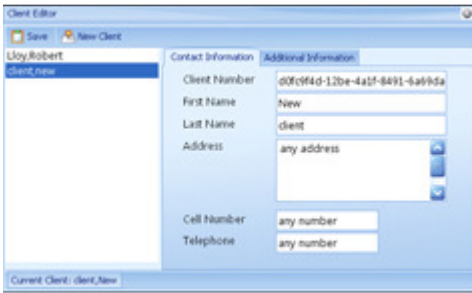 Client Editor
Save New Client
Lloy,Robert
client,new
Contact Information Additional Information
Client Number d0fc9f4d-12be-4a1f-8491-6a69da
First Name New
Last Name client
Address any address
Cell Number any number
Telephone any number
Current Client: client,New